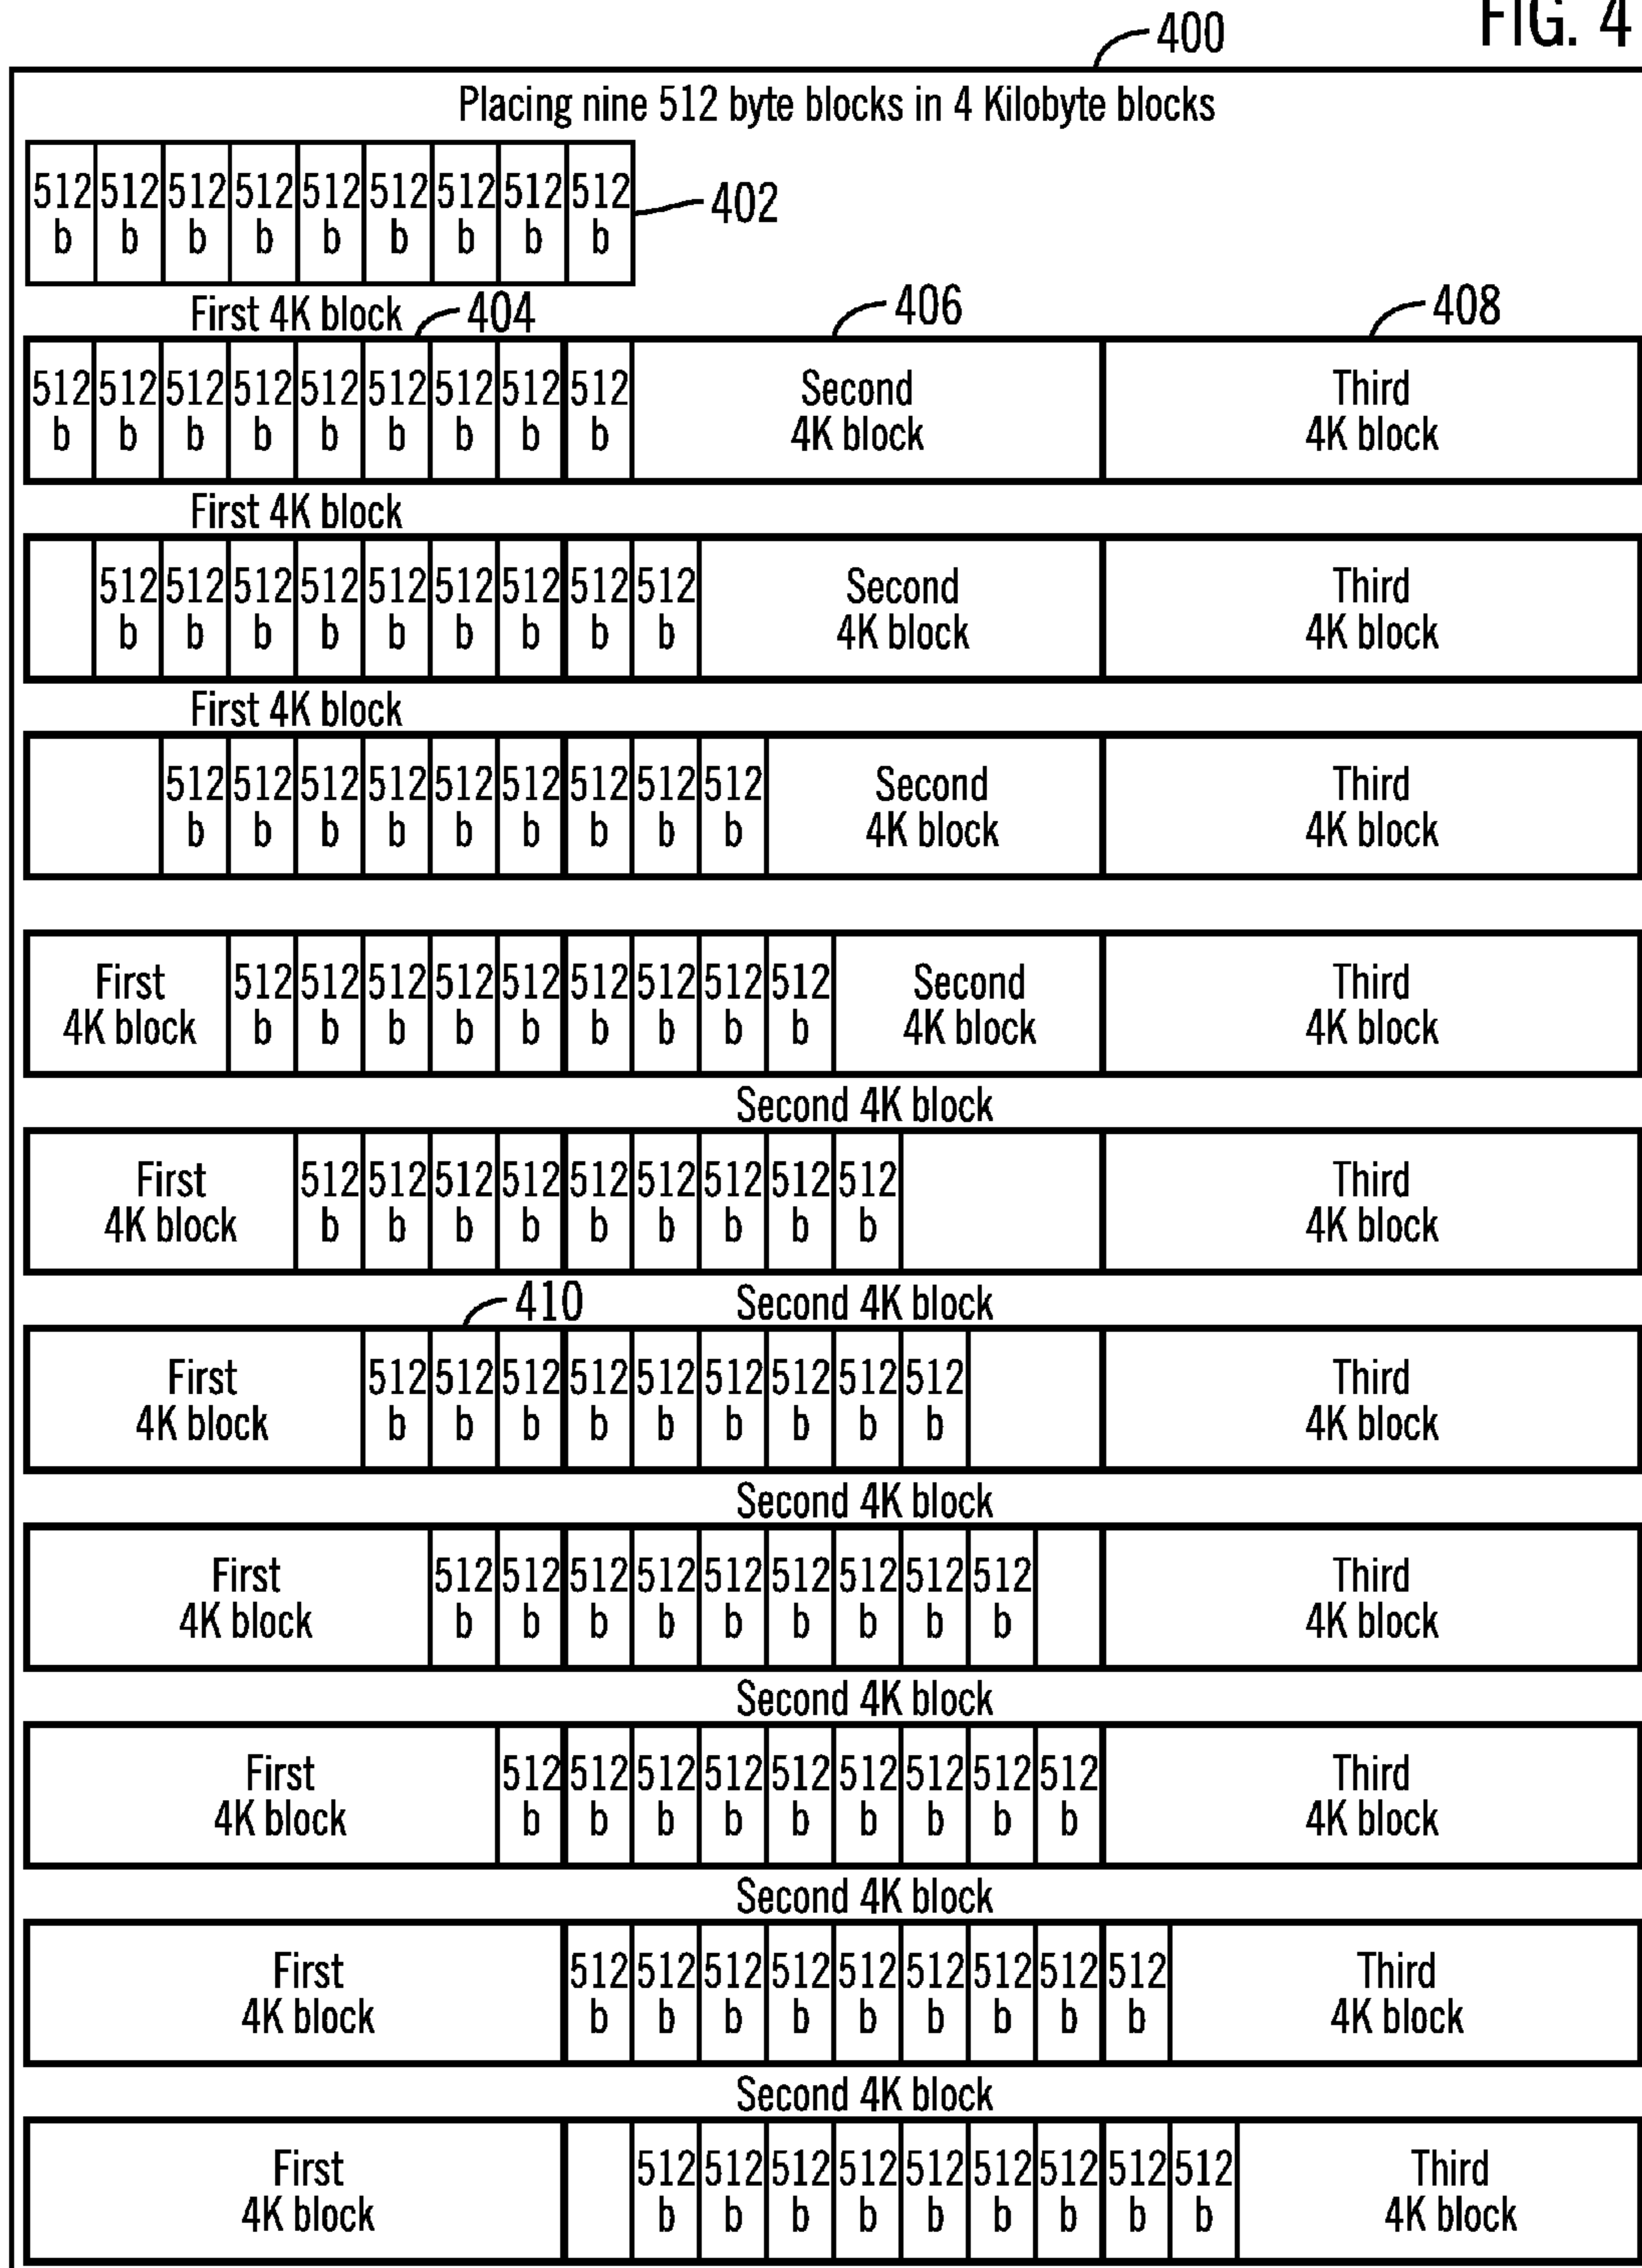 FIG. 4
400
Placing nine 512 byte blocks in 4 Kilobyte blocks
512 512 512 512 512 512 512 512 512
b b b b b b b b b
402
First 4K block 404 406 408
512 512 512 512 512 512 512 512 512 Second Third
b b b b b b b b b 4K block 4K block
First 4K block
512 512 512 512 512 512 512 512 512 Second Third
b b b b b b b b b 4K block 4K block
First 4K block
512 512 512 512 512 512 512 512 512 Second Third
b b b b b b b b b 4K block 4K block
First 512 512 512 512 512 512 512 512 512 Second Third
4K block b b b b b b b b b 4K block 4K block
Second 4K block
First 512 512 512 512 512 512 512 512 512 Third
4K block b b b b b b b b b 4K block
410 Second 4K block
First 512 512 512 512 512 512 512 512 512 Third
4K block b b b b b b b b b 4K block
Second 4K block
First 512 512 512 512 512 512 512 512 512 Third
4K block b b b b b b b b b 4K block
Second 4K block
First 512 512 512 512 512 512 512 512 512 Third
4K block b b b b b b b b b 4K block
Second 4K block
First 512 512 512 512 512 512 512 512 512 Third
4K block b b b b b b b b b 4K block
Second 4K block
First 512 512 512 512 512 512 512 512 512 Third
4K block b b b b b b b b b 4K block